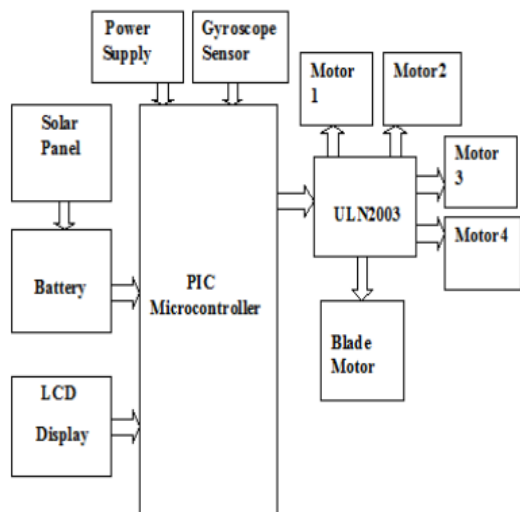 Power
Supply
Gyroscope
Sensor
Motor
1
Motor2
Solar
Panel
Motor
3
ULN2003
Motor4
Battery
PIC
Microcontroller
Blade
Motor
LCD
Display